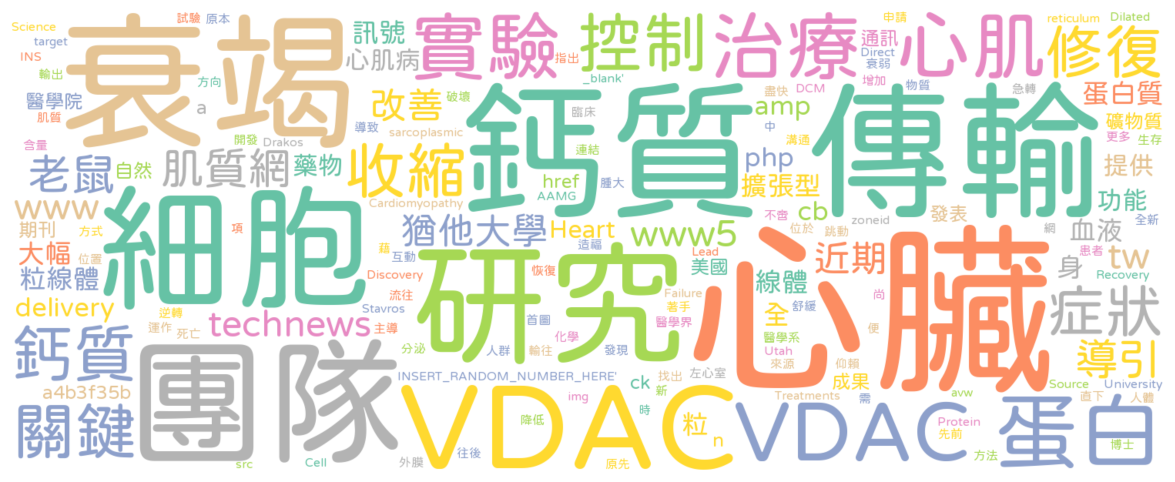 衰竭
細胞
鈣質
傳輸
心臟
研究
團隊
VDAC
VDAC
蛋白
實驗
控制
治療
心肌
修復
收縮
改善
老鼠
肌質網
藥物
自然
訊號
心肌病
醫學院
肌質
含量
www
期刊
大幅
位置
粒線體
delivery
鈣質
關鍵
a4b3f35b
technews
猶他大學
Heart
www5
近期
美國
線體
全
身
血液
症狀
導引
tw
功能
提供
礦物質
蛋白質
擴張型
發表
php
amp
cb
href
AAMG
Science
試驗
原本
target
INS
輸出
方向
a
開發
Drakos
破壞
導致
sarcoplasmic
Cardiomyopathy
臨床
連結
腫大
指出
_blank'
通訊
Direct
衰弱
增加
物質
申請
reticulum
Dilated
急轉
盡快
DCM
中
溝通
更多
生存
不啻
zoneid
位於
跳動
網
患者
全新
Recovery
項
方式
藉
互動
Discovery
流往
Stavros
主導
恢復
造福
逆轉
運作
死亡
首圖
化學
分泌
人群
輸往
發現
Lead
Failure
著手
醫學界
醫學系
Utah
來源
尚
舒緩
便
仰賴
INSERT_RANDOM_NUMBER_HERE'
img
ck
新
找出
左心室
Treatments
成果
avw
Source
University
直下
人體
需
時
降低
粒
n
Protein
先前
方法
博士
src
Cell
外膜
往後
原先